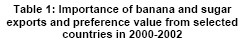 Table 1: Importance of banana and sugar
exports and preference value from selected
countries in 2000-2002